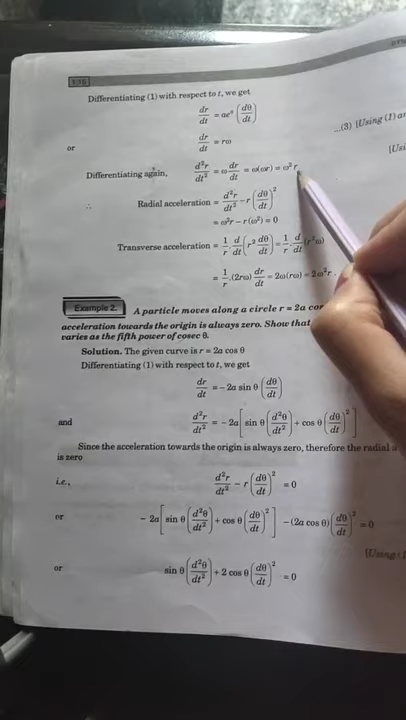 DYN
Differentiating (1) with respect to t, we get
dr/dt = ae^θ (dθ/dt)
...(3) [Using (1) an
or dr/dt = rω
[Usi
Differentiating again, d²r/dt² = ω dr/dt = ω(ωr) = ω²r
∴ Radial acceleration = d²r/dt² − r (dθ/dt)²
= ω²r − r(ω²) = 0
Transverse acceleration = 1/r · d/dt (r² dθ/dt) = 1/r · d/dt (r²ω)
= 1/r · (2rω) dr/dt = 2ω(rω) = 2ω²r.
Example 2. A particle moves along a circle r = 2a co
acceleration towards the origin is always zero. Show that
varies as the fifth power of cosec θ.
Solution. The given curve is r = 2a cos θ
Differentiating (1) with respect to t, we get
dr/dt = − 2a sin θ (dθ/dt)
and d²r/dt² = − 2a [sin θ (d²θ/dt²) + cos θ (dθ/dt)²]
Since the acceleration towards the origin is always zero, therefore the radial a
is zero
i.e., d²r/dt² − r (dθ/dt)² = 0
or − 2a [sin θ (d²θ/dt²) + cos θ (dθ/dt)²] − (2a cos θ) (dθ/dt)² = 0
[Using (
or sin θ (d²θ/dt²) + 2 cos θ (dθ/dt)² = 0